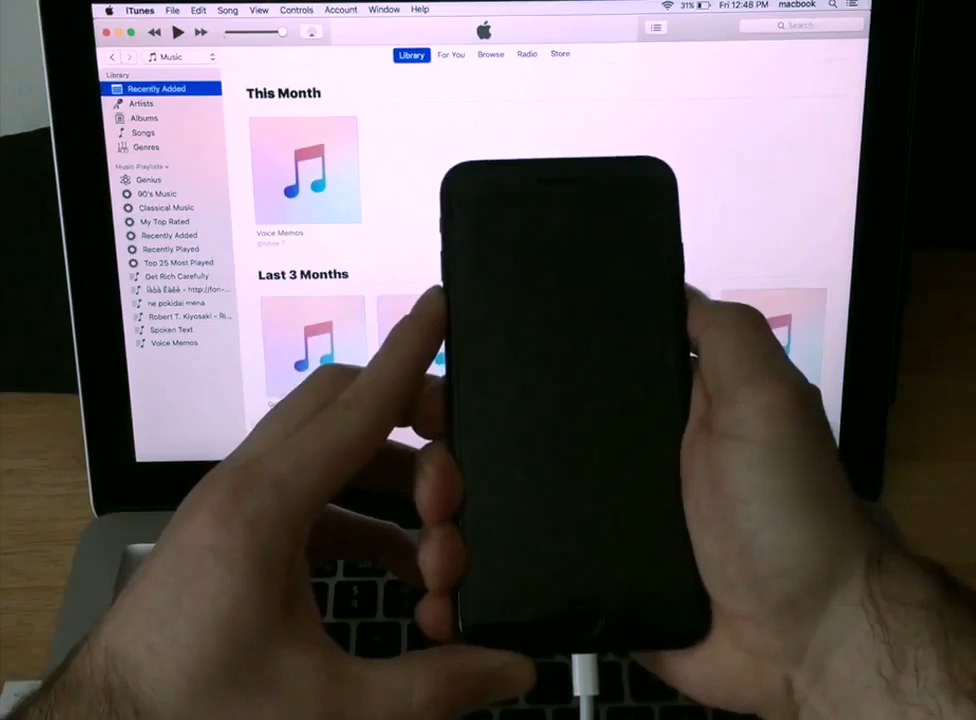 iTunes File Edit Song View Controls Account Window Help 31% Fri 12:48 PM macbook
Search
Music
Library For You Browse Radio Store
Library
Recently Added
Artists
Albums
Songs
Genres
Music Playlists
Genius
90's Music
Classical Music
My Top Rated
Recently Added
Recently Played
Top 25 Most Played
Get Rich Carefully
ne pokidai mena
Robert T. Kiyosaki - Ri...
Spoken Text
Voice Memos
This Month
Voice Memos
iphone 7
Last 3 Months